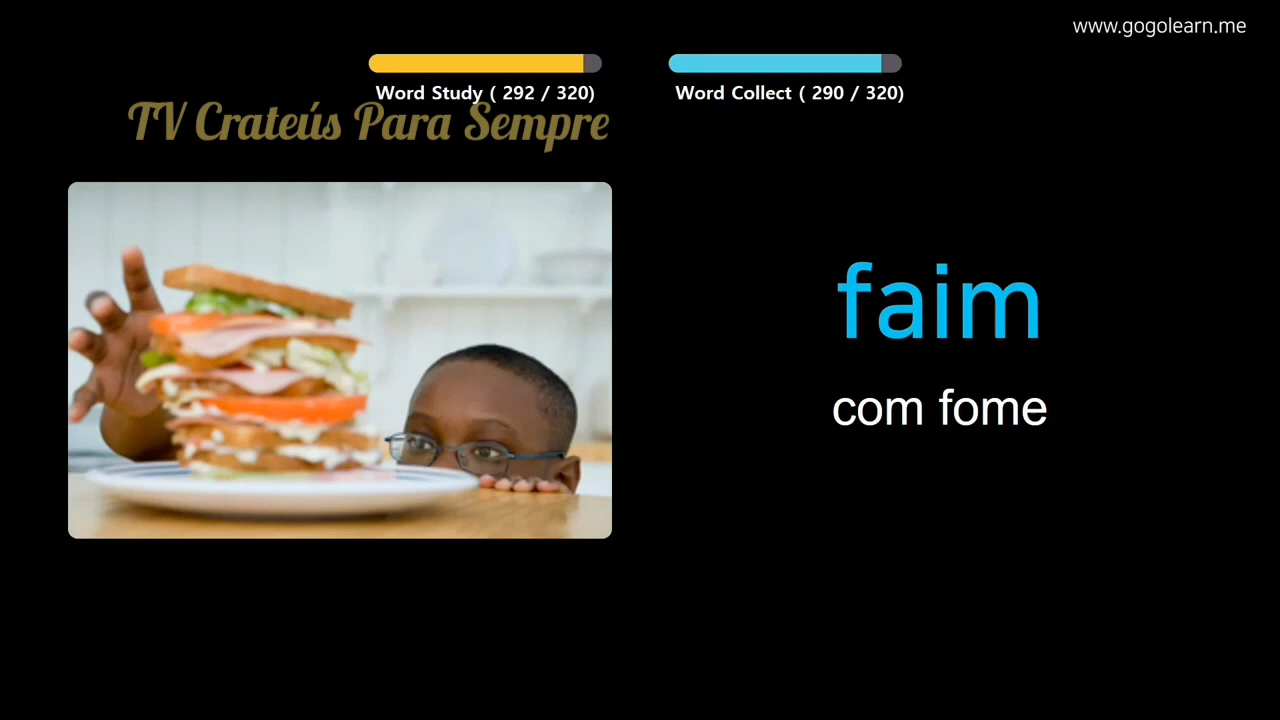 www.gogolearn.me
Word Study ( 292 / 320)
Word Collect ( 290 / 320)
TV Crateús Para Sempre
faim
com fome